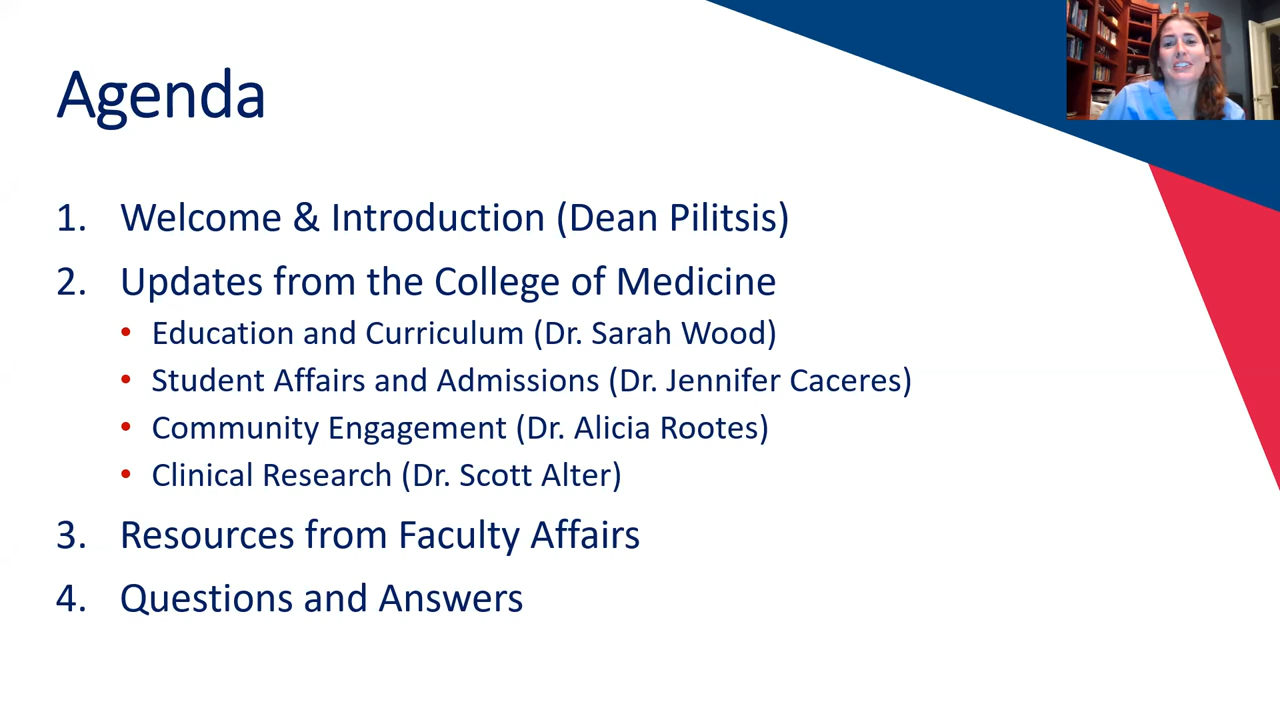 Agenda
1. Welcome & Introduction (Dean Pilitsis)
2. Updates from the College of Medicine
• Education and Curriculum (Dr. Sarah Wood)
• Student Affairs and Admissions (Dr. Jennifer Caceres)
• Community Engagement (Dr. Alicia Rootes)
• Clinical Research (Dr. Scott Alter)
3. Resources from Faculty Affairs
4. Questions and Answers